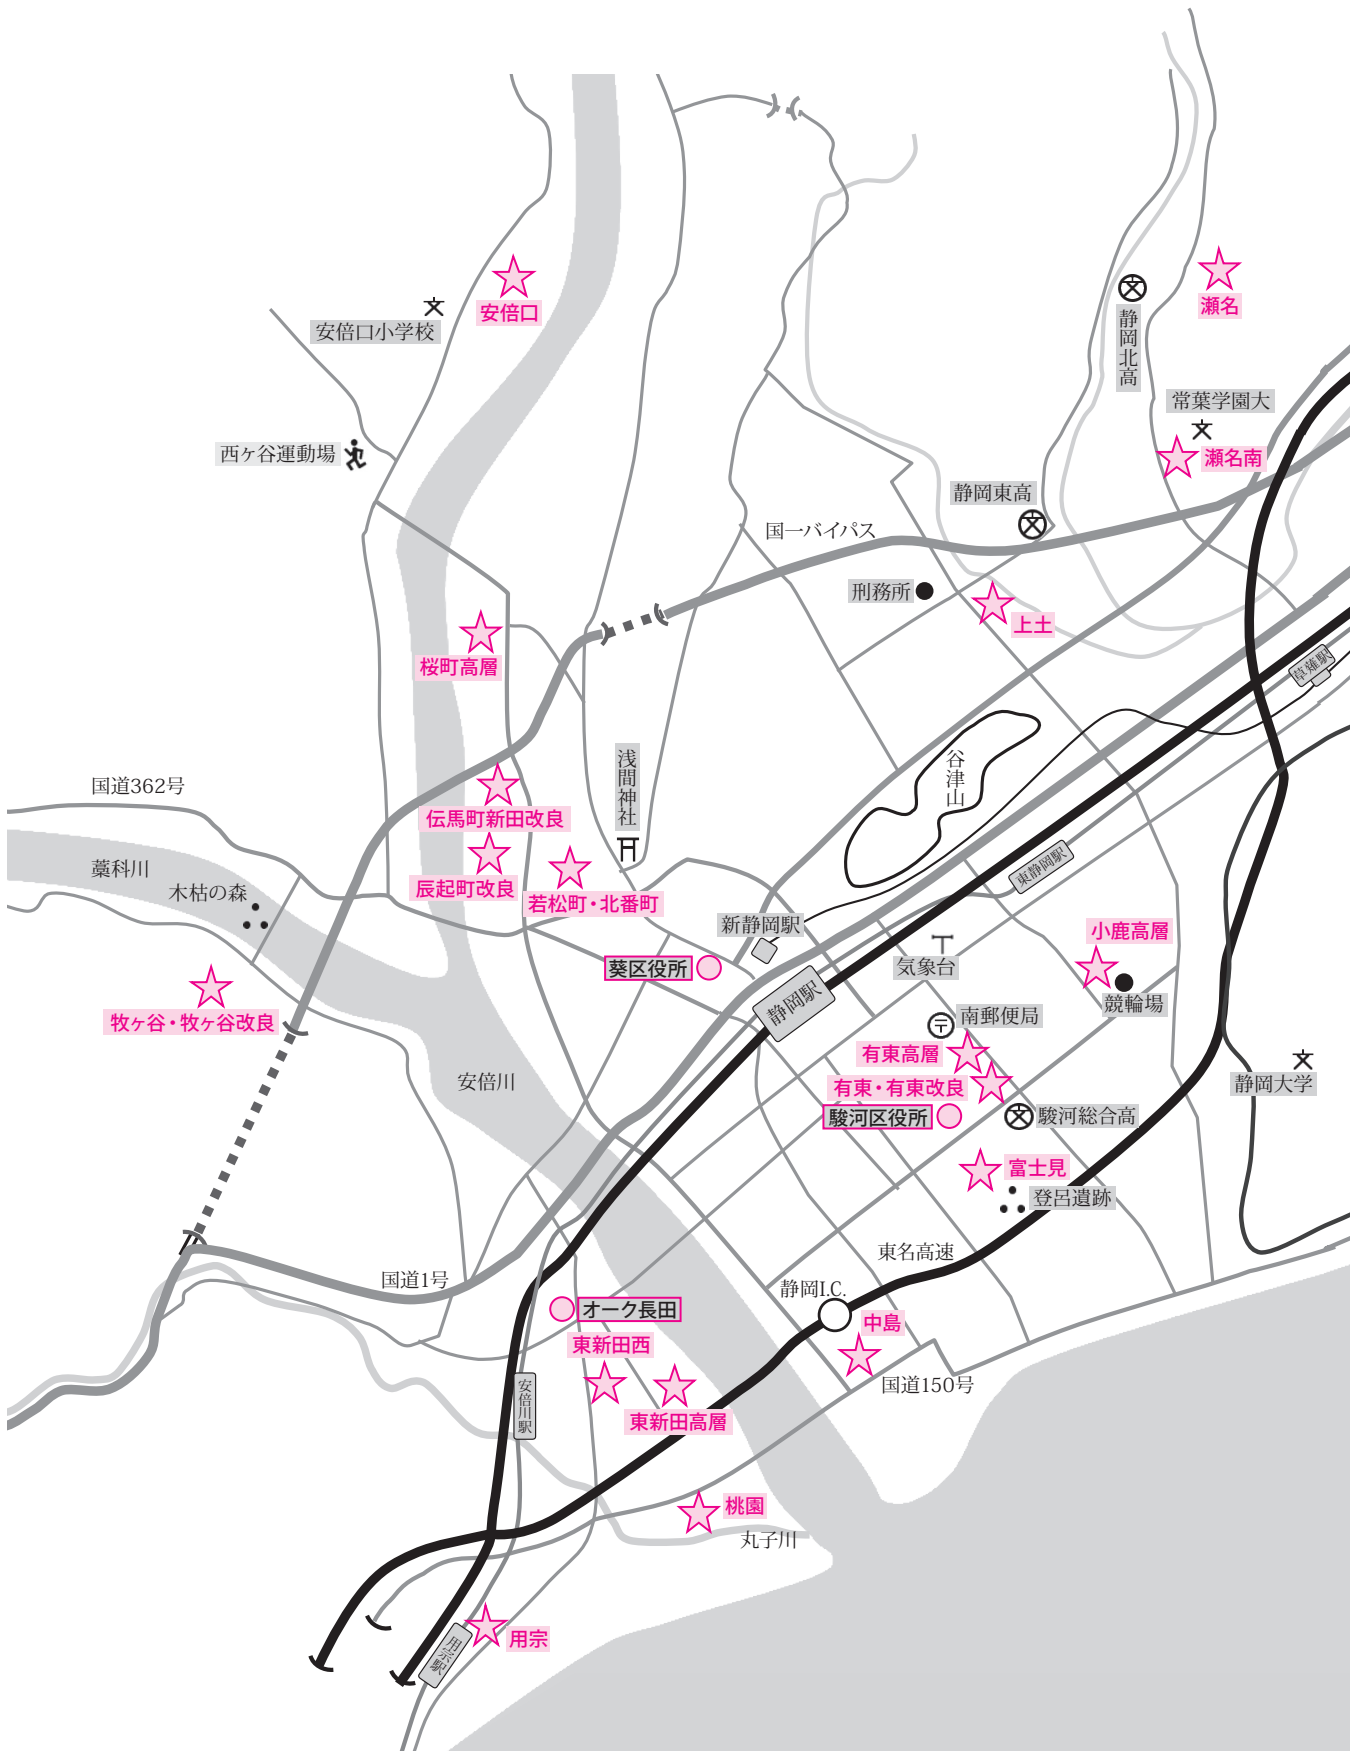 安倍口
安倍口小学校
瀬名
静岡北高
常葉学園大
瀬名南
西ヶ谷運動場
静岡東高
国一バイパス
刑務所
上土
桜町高層
草薙駅
浅間神社
谷津山
国道362号
伝馬町新田改良
藁科川
木枯の森
辰起町改良
若松町・北番町
東静岡駅
新静岡駅
小鹿高層
気象台
葵区役所
競輪場
静岡駅
牧ヶ谷・牧ヶ谷改良
南郵便局
有東高層
安倍川
有東・有東改良
静岡大学
駿河区役所
駿河総合高
富士見
登呂遺跡
東名高速
国道1号
静岡I.C.
オーク長田
中島
東新田西
国道150号
安倍川駅
東新田高層
桃園
丸子川
用宗
用宗駅